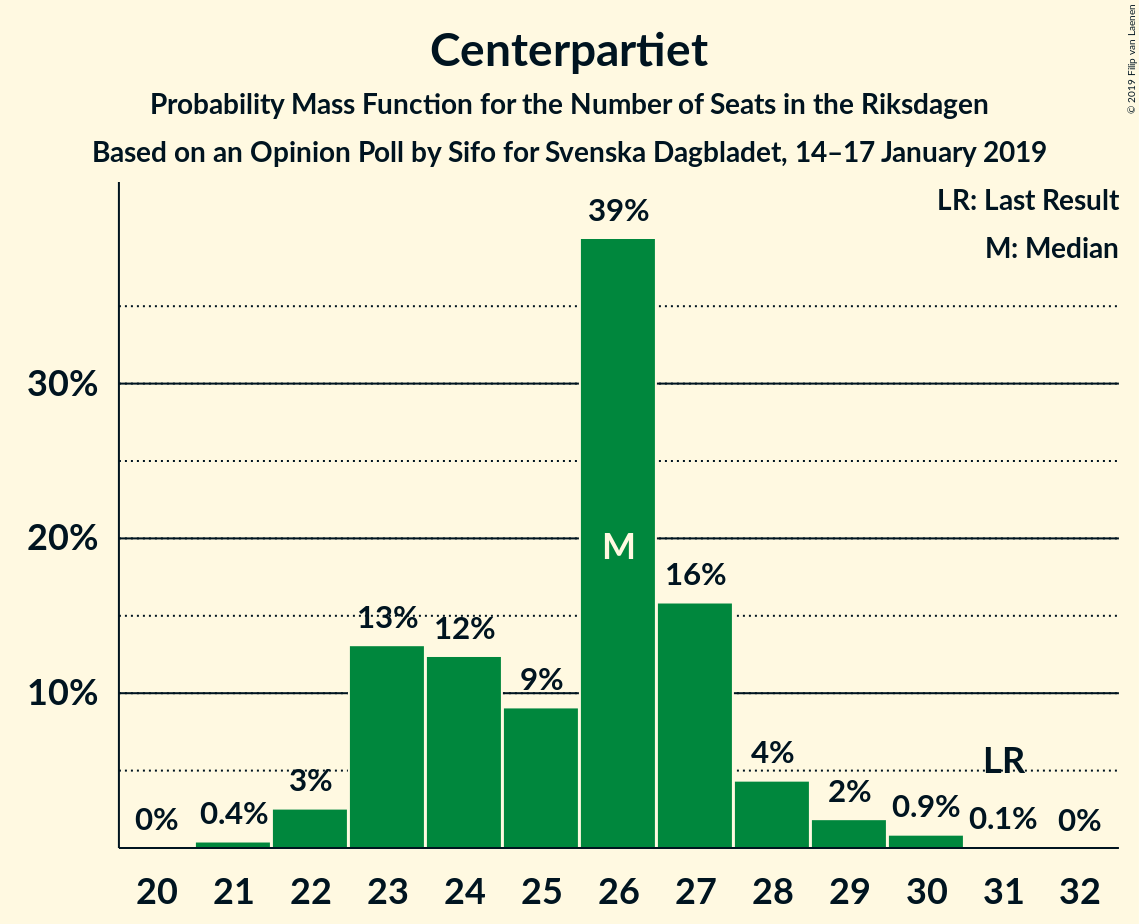 Centerpartiet
Probability Mass Function for the Number of Seats in the Riksdagen
Based on an Opinion Poll by Sifo for Svenska Dagbladet, 14–17 January 2019
© 2019 Filip van Laenen
LR: Last Result
M: Median
39%
30%
20%
M
16%
13%
12%
9%
10%
4%
LR
3%
2%
0%
0.4%
0.9%
0.1%
0%
20 21 22 23 24 25 26 27 28 29 30 31 32